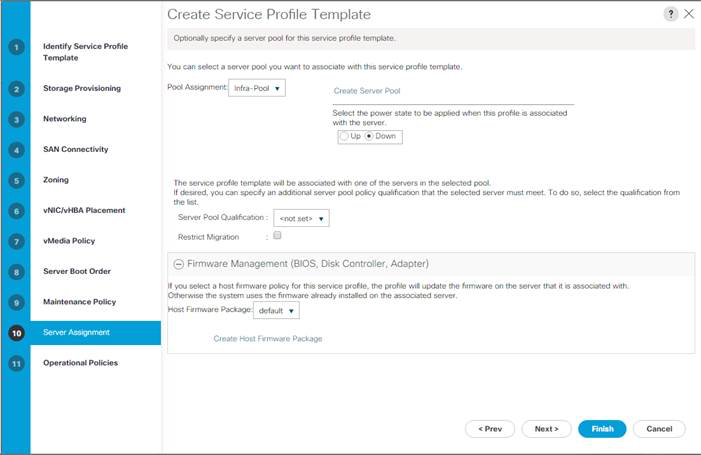 Create Service Profile Template
?
Optionally specify a server pool for this service profile template.
1 Identify Service Profile
Template
2 Storage Provisioning
3 Networking
4 SAN Connectivity
5 Zoning
6 vNIC/vHBA Placement
7 vMedia Policy
8 Server Boot Order
9 Maintenance Policy
10 Server Assignment
11 Operational Policies
You can select a server pool you want to associate with this service profile template.
Pool Assignment: Infra-Pool
Create Server Pool
Select the power state to be applied when this profile is associated
with the server.
Up Down
The service profile template will be associated with one of the servers in the selected pool.
If desired, you can specify an additional server pool policy qualification that the selected server must meet. To do so, select the qualification from
the list.
Server Pool Qualification : <not set>
Restrict Migration :
Firmware Management (BIOS, Disk Controller, Adapter)
If you select a host firmware policy for this service profile, the profile will update the firmware on the server that it is associated with.
Otherwise the system uses the firmware already installed on the associated server.
Host Firmware Package: default
Create Host Firmware Package
< Prev Next > Finish Cancel